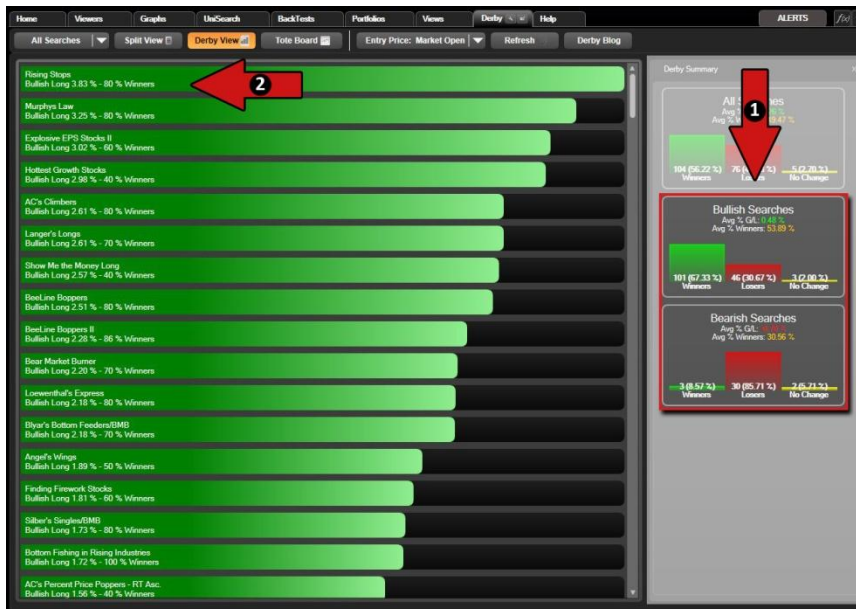 Home Viewers Graphs UniSearch BackTests Portfolios Views Derby Help ALERTS f(x)
All Searches Split View Derby View Tote Board Entry Price: Market Open Refresh Derby Blog
Rising Stops
Bullish Long 3.83 % - 80 % Winners
2
Murphys Law
Bullish Long 3.25 % - 80 % Winners
Explosive EPS Stocks II
Bullish Long 3.02 % - 60 % Winners
Hottest Growth Stocks
Bullish Long 2.98 % - 40 % Winners
AC's Climbers
Bullish Long 2.61 % - 80 % Winners
Langer's Longs
Bullish Long 2.61 % - 70 % Winners
Show Me the Money Long
Bullish Long 2.57 % - 40 % Winners
BeeLine Boppers
Bullish Long 2.51 % - 80 % Winners
BeeLine Boppers II
Bullish Long 2.28 % - 86 % Winners
Bear Market Burner
Bullish Long 2.20 % - 70 % Winners
Loewenthal's Express
Bullish Long 2.18 % - 80 % Winners
Blyar's Bottom Feeders/BMB
Bullish Long 2.18 % - 70 % Winners
Angel's Wings
Bullish Long 1.89 % - 50 % Winners
Finding Firework Stocks
Bullish Long 1.81 % - 60 % Winners
Silber's Singles/BMB
Bullish Long 1.73 % - 80 % Winners
Bottom Fishing in Rising Industries
Bullish Long 1.72 % - 100 % Winners
AC's Percent Price Poppers - RT Asc.
Bullish Long 1.56 % - 40 % Winners
Derby Summary
1
All
Avg %
Avg %
104 (56.22 %) 5 (2.70 %)
Winners Losers No Change
Bullish Searches
Avg % G/L: 0.48 %
Avg % Winners: 53.89 %
101 (67.33 %) 46 (30.67 %) 3 (2.00 %)
Winners Losers No Change
Bearish Searches
Avg % G/L:
Avg % Winners: 30.56 %
3 (8.57 %) 30 (85.71 %) 2 (5.71 %)
Winners Losers No Change